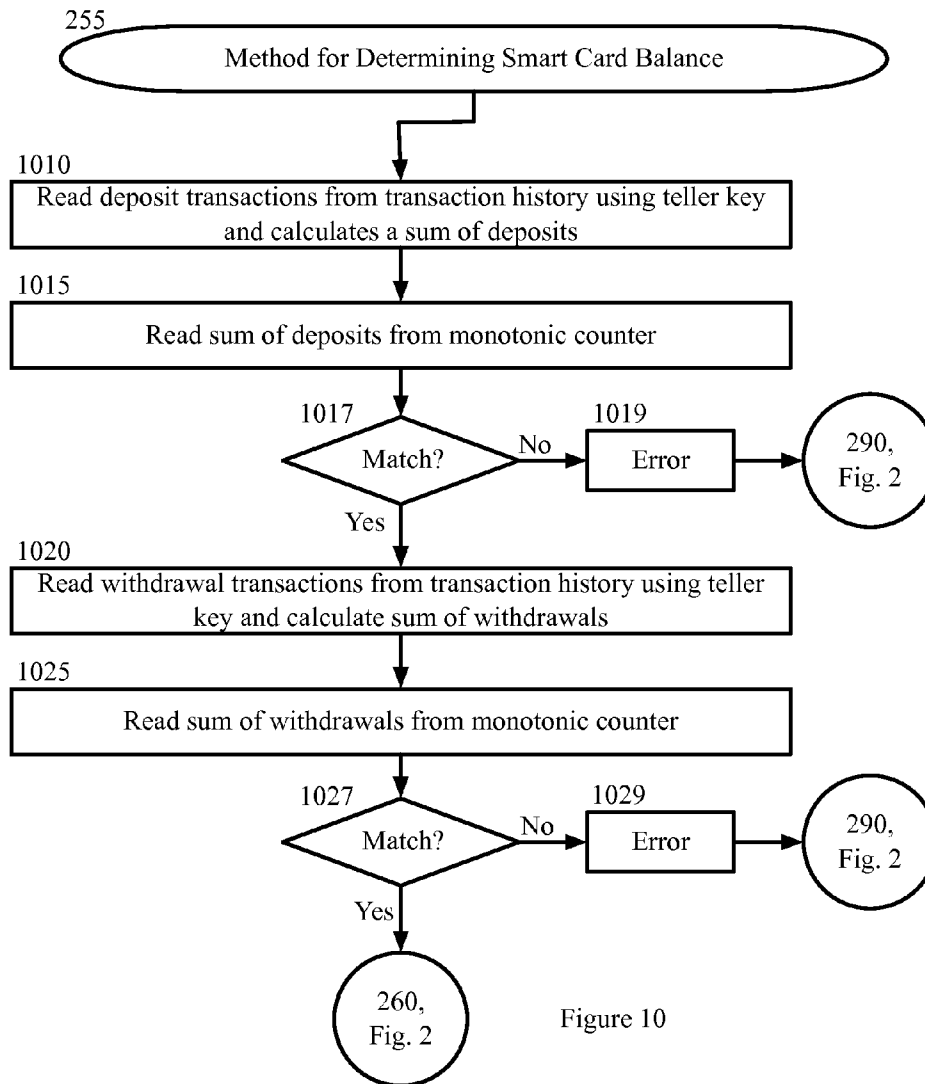 255
Method for Determining Smart Card Balance
1010
Read deposit transactions from transaction history using teller key
and calculates a sum of deposits
1015
Read sum of deposits from monotonic counter
1017
Match?
No
1019
Error
290,
Fig. 2
Yes
1020
Read withdrawal transactions from transaction history using teller
key and calculate sum of withdrawals
1025
Read sum of withdrawals from monotonic counter
1027
Match?
No
1029
Error
290,
Fig. 2
Yes
260,
Fig. 2
Figure 10